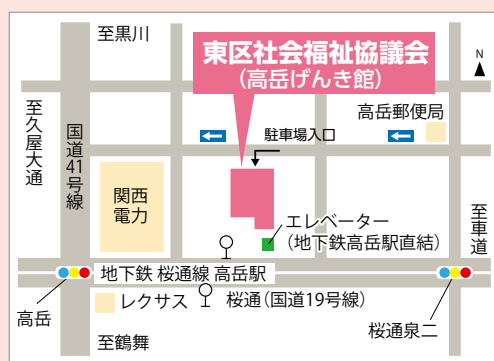 至黒川
東区社会福祉協議会
(高岳げんき館)
N
至久屋大通
国道41号線
駐車場入口
高岳郵便局
関西
電力
エレベーター
(地下鉄高岳駅直結)
至車道
地下鉄 桜通線 高岳駅
高岳
レクサス
桜通(国道19号線)
桜通泉二
至鶴舞